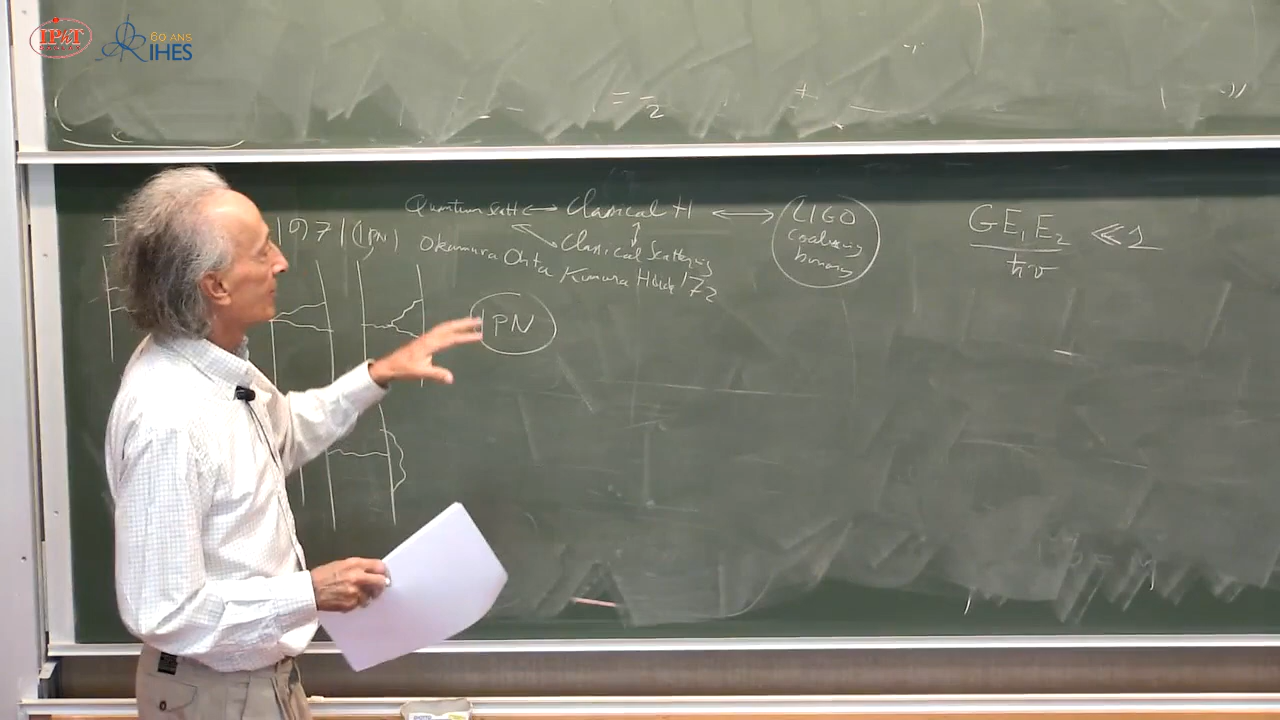 IPhT
60 ANS
IHES
= 2 +
Quantum Scatt ↔ Classical H ↔ LIGO
coalescing
binaries
Classical Scattering
1971 (1PN)
Okamura Ohta Kimura Hiida '72
1PN
GE₁E₂ / ħv ≪ 1